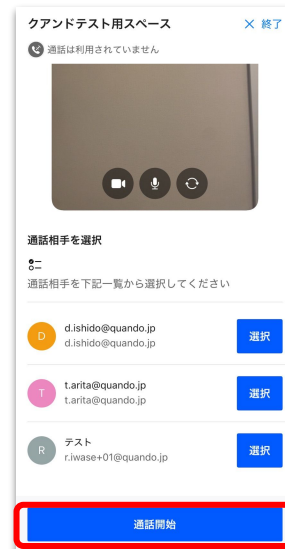 クアンドテスト用スペース
× 終了
通話は利用されていません
通話相手を選択
通話相手を下記一覧から選択してください
D
d.ishido@quando.jp
d.ishido@quando.jp
選択
T
t.arita@quando.jp
t.arita@quando.jp
選択
R
テスト
r.iwase+01@quando.jp
選択
通話開始